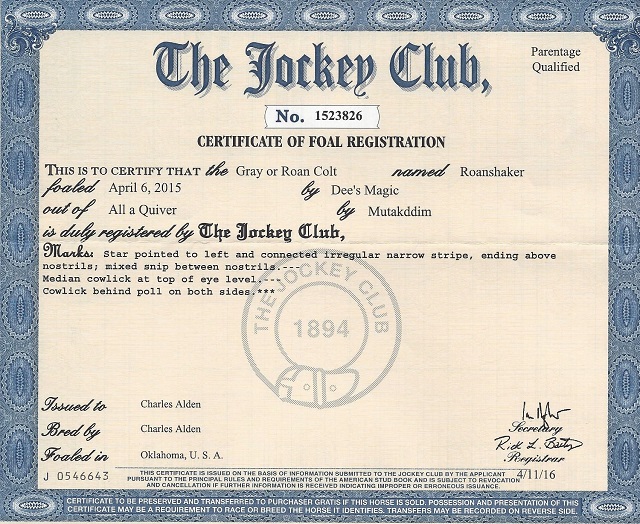 The Jockey Club,
Parentage
Qualified
No. 1523826
CERTIFICATE OF FOAL REGISTRATION
THIS IS TO CERTIFY THAT the Gray or Roan Colt named Roanshaker
foaled April 6, 2015 by Dee's Magic
out of All a Quiver by Mutakddim
is duly registered by The Jockey Club,
Marks: Star pointed to left and connected irregular narrow stripe, ending above
nostrils; mixed snip between nostrils.---
Median cowlick at top of eye level.---
Cowlick behind poll on both sides.***
THE JOCKEY CLUB
1894
Issued to Charles Alden
Bred by Charles Alden
Foaled in Oklahoma, U. S. A.
Secretary
Registrar
J 0546643
4/11/16
THIS CERTIFICATE IS ISSUED ON THE BASIS OF INFORMATION SUBMITTED TO THE JOCKEY CLUB BY THE APPLICANT
PURSUANT TO THE PRINCIPAL RULES AND REQUIREMENTS OF THE AMERICAN STUD BOOK AND IS SUBJECT TO REVOCATION
AND CANCELLATION IF FURTHER INFORMATION IS RECEIVED INDICATING IMPROPER OR ERRONEOUS ISSUANCE.
CERTIFICATE TO BE PRESERVED AND TRANSFERRED TO PURCHASER GRATIS IF THIS HORSE IS SOLD. POSSESSION AND PRESENTATION OF THIS
CERTIFICATE MAY BE A REQUIREMENT TO RACE OR BREED THE HORSE IT IDENTIFIES. TRANSFERS MAY BE RECORDED ON REVERSE SIDE.